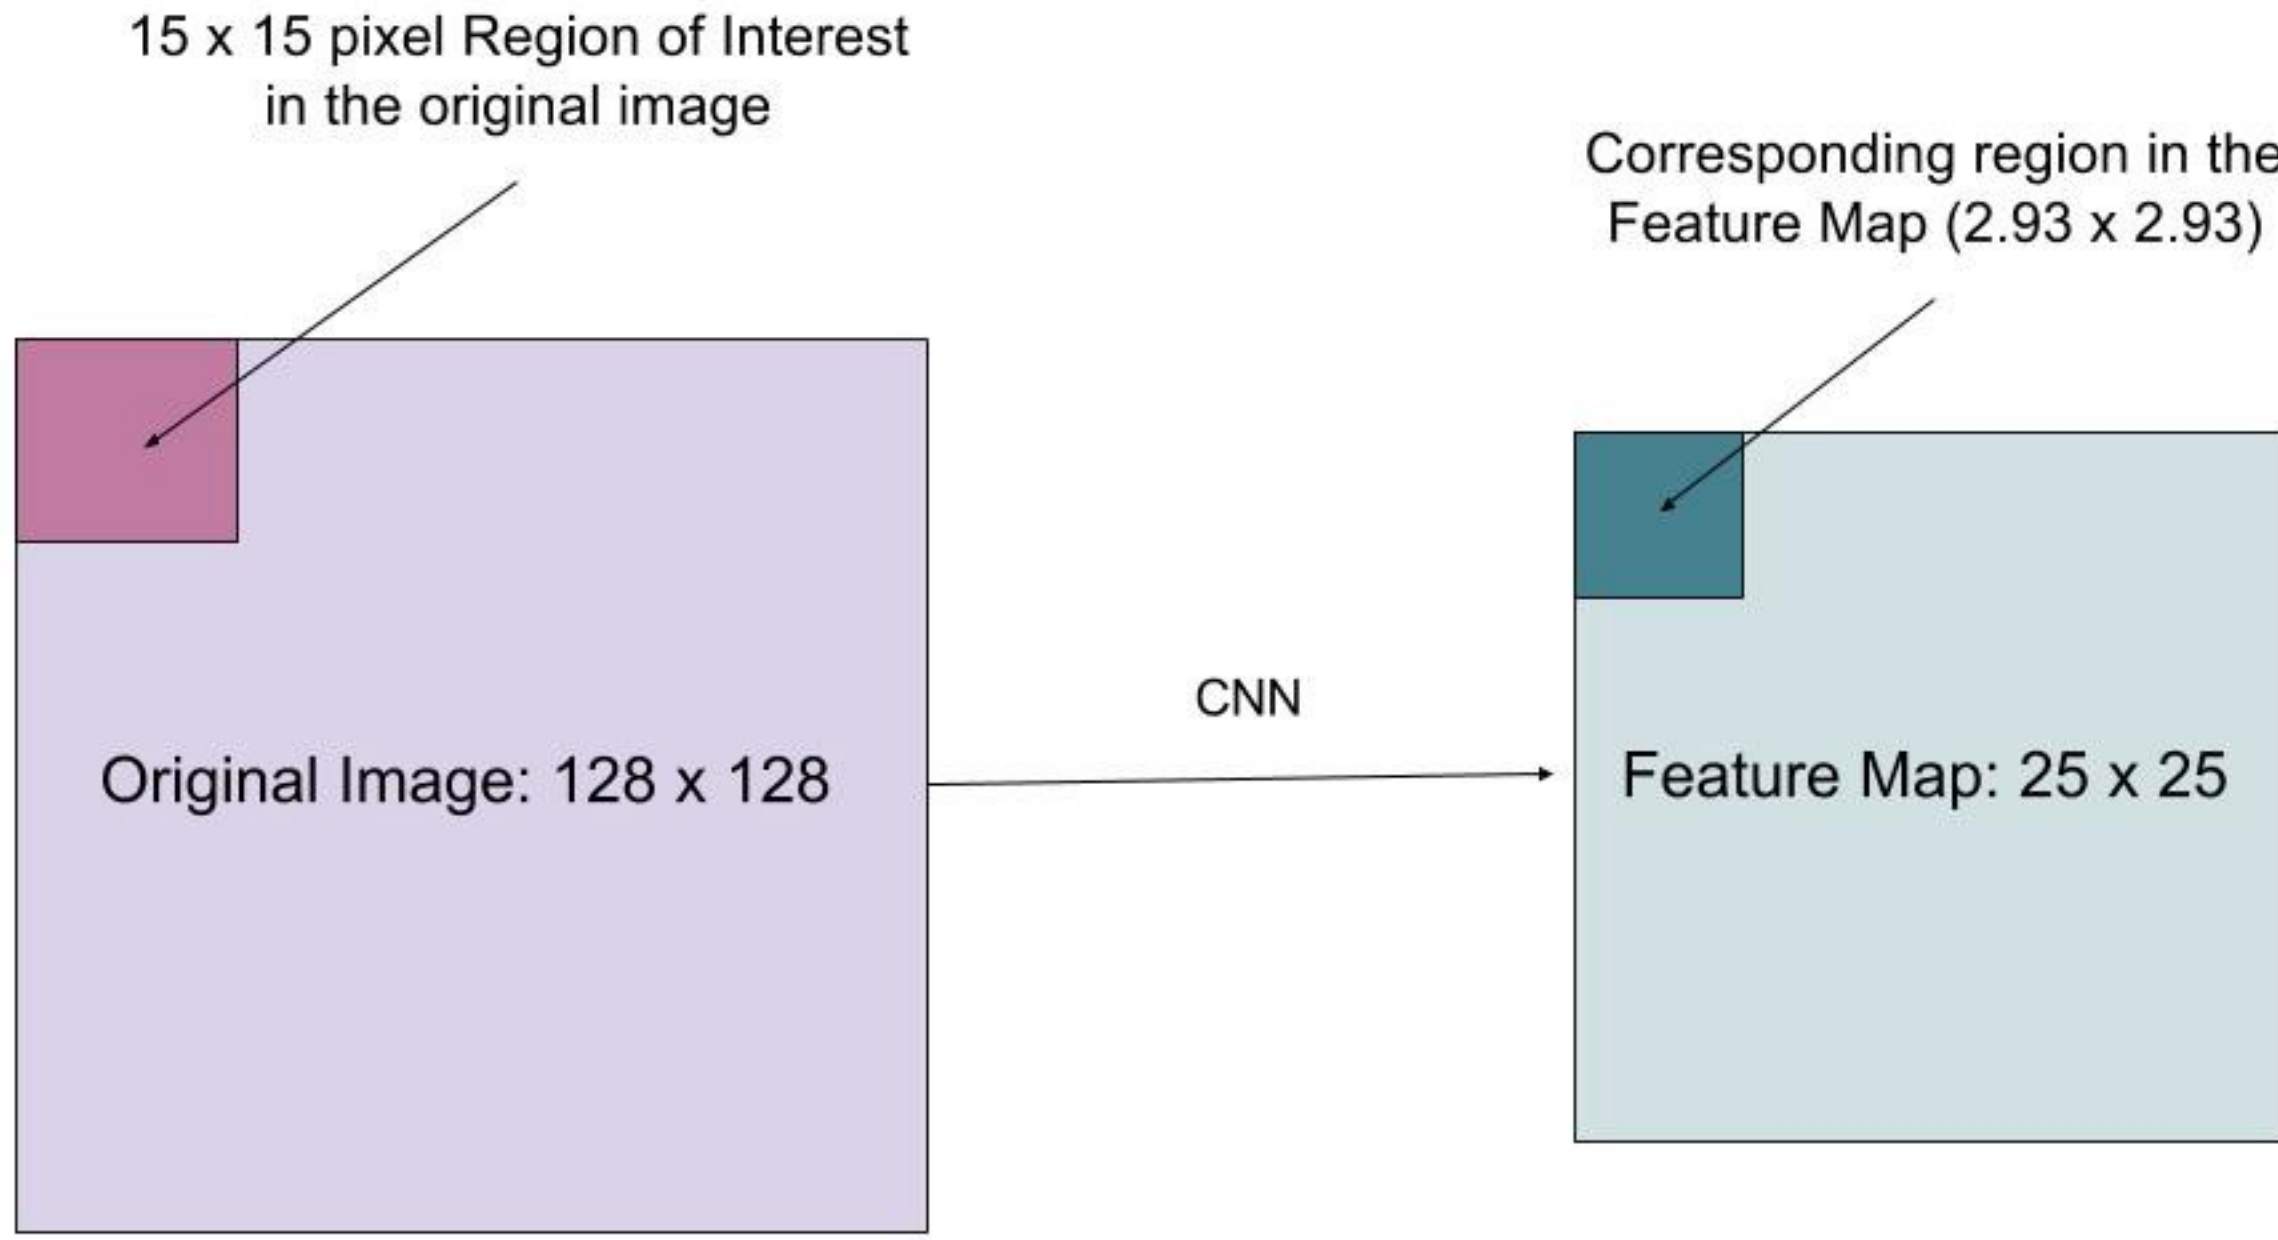 15 x 15 pixel Region of Interest
in the original image
Corresponding region in the
Feature Map (2.93 x 2.93)
CNN
Original Image: 128 x 128
Feature Map: 25 x 25